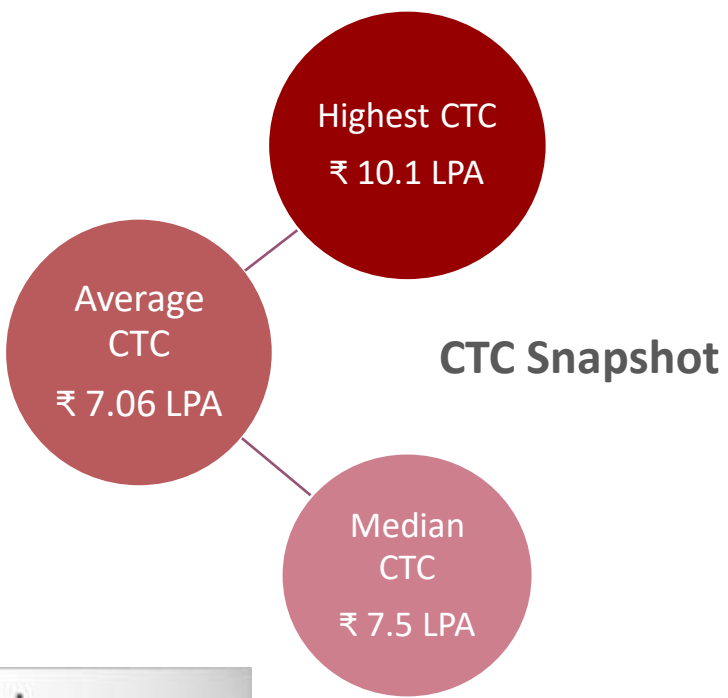 Highest CTC
₹ 10.1 LPA
Average
CTC
₹ 7.06 LPA
CTC Snapshot
Median
CTC
₹ 7.5 LPA